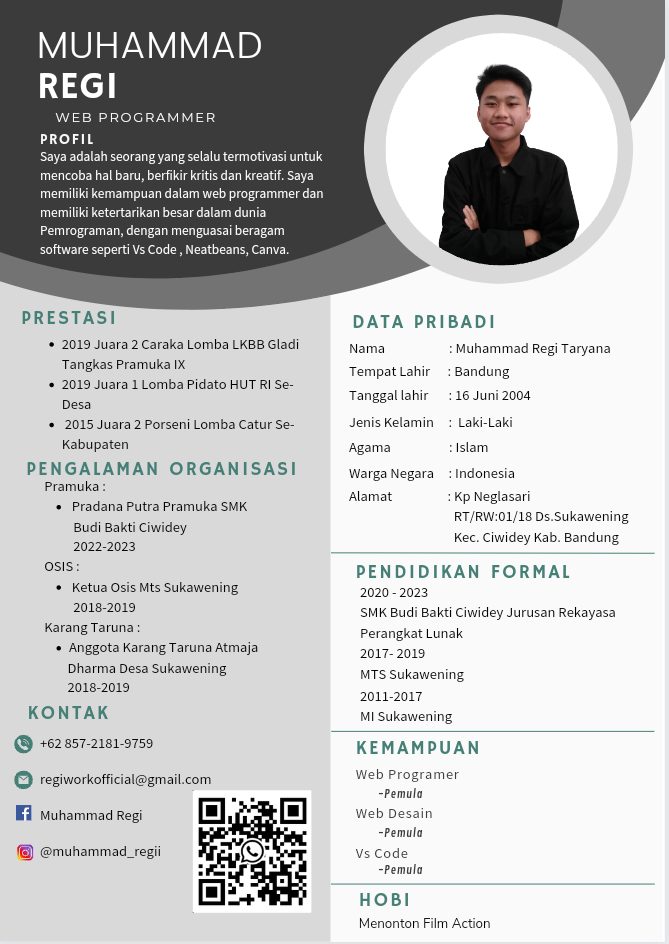 MUHAMMAD
REGI
WEB PROGRAMMER
PROFIL
Saya adalah seorang yang selalu termotivasi untuk
mencoba hal baru, berfikir kritis dan kreatif. Saya
memiliki kemampuan dalam web programer dan
memiliki ketertarikan besar dalam dunia
Pemrograman, dengan menguasai beragam
software seperti Vs Code , Neatbeans, Canva.
PRESTASI
• 2019 Juara 2 Caraka Lomba LKBB Gladi
Tangkas Pramuka IX
• 2019 Juara 1 Lomba Pidato HUT RI Se-
Desa
• 2015 Juara 2 Porseni Lomba Catur Se-
Kabupaten
PENGALAMAN ORGANISASI
Pramuka :
• Pradana Putra Pramuka SMK
Budi Bakti Ciwidey
2022-2023
OSIS :
• Ketua Osis Mts Sukawening
2018-2019
Karang Taruna :
• Anggota Karang Taruna Atmaja
Dharma Desa Sukawening
2018-2019
KONTAK
+62 857-2181-9759
regiworkofficial@gmail.com
Muhammad Regi
@muhammad_regii
DATA PRIBADI
Nama : Muhammad Regi Taryana
Tempat Lahir : Bandung
Tanggal lahir : 16 Juni 2004
Jenis Kelamin : Laki-Laki
Agama : Islam
Warga Negara : Indonesia
Alamat : Kp Neglasari
RT/RW:01/18 Ds.Sukawening
Kec. Ciwidey Kab. Bandung
PENDIDIKAN FORMAL
2020 - 2023
SMK Budi Bakti Ciwidey Jurusan Rekayasa
Perangkat Lunak
2017- 2019
MTS Sukawening
2011-2017
MI Sukawening
KEMAMPUAN
Web Programer
-Pemula
Web Desain
-Pemula
Vs Code
-Pemula
HOBI
Menonton Film Action